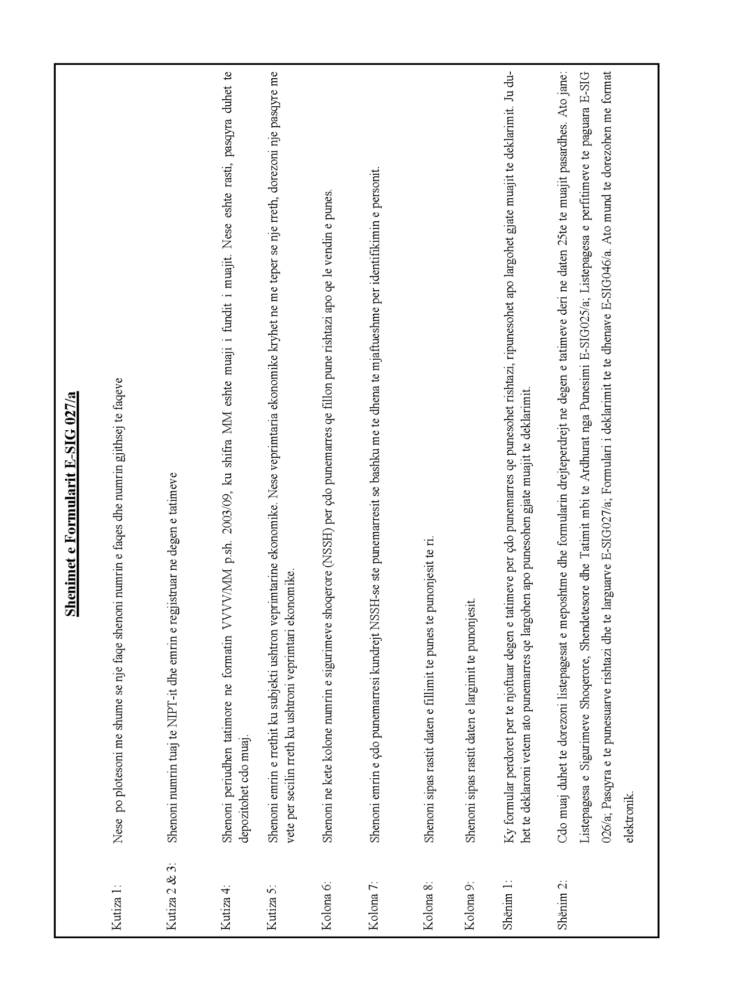 Shenimet e Formularit E-SIG 027/a
Kutiza 1: Nese po plotesoni me shume se nje faqe shenoni numrin e faqes dhe numrin gjithsej te faqeve
Kutiza 2 & 3: Shenoni numrin tuaj te NIPT-it dhe emrin e regjistruar ne degen e tatimeve
Kutiza 4: Shenoni periudhen tatimore ne formatin VVVV/MM p.sh. 2003/09, ku shifra MM eshte muaji i fundit i muajit. Nese eshte rasti, pasqyra duhet te
depozitohet cdo muaj.
Kutiza 5: Shenoni emrin e rrethit ku subjekti ushtron veprimtarine ekonomike. Nese veprimtaria ekonomike kryhet ne me teper se nje rreth, dorezoni nje pasqyre me
vete per secilin rreth ku ushtroni veprimtari ekonomike.
Kolona 6: Shenoni ne kete kolone numrin e sigurimeve shoqerore (NSSH) per çdo punemarres qe fillon pune rishtazi apo qe le vendin e punes.
Kolona 7: Shenoni emrin e çdo punemarresi kundrejt NSSH-se ste punemarresit se bashku me te dhena te mjaftueshme per identifikimin e personit.
Kolona 8: Shenoni sipas rastit daten e fillimit te punes te punonjesit te ri.
Kolona 9: Shenoni sipas rastit daten e largimit te punonjesit.
Shënim 1: Ky formular perdoret per te njoftuar degen e tatimeve per çdo punemarres qe punesohet rishtazi, ripunesohet apo largohet gjate muajit te deklarimit. Ju du-
het te deklaroni vetem ato punemarres qe largohen apo punesohen gjate muajit te deklarimit.
Shënim 2: Cdo muaj duhet te dorezoni listepagesat e meposhtme dhe formularin drejteperdrejt ne degen e tatimeve deri ne daten 25te te muajit pasardhes. Ato jane:
Listepagesa e Sigurimeve Shoqerore, Shendetesore dhe Tatimit mbi te Ardhurat nga Punesimi E-SIG025/a; Listepagesa e perfitimeve te paguara E-SIG
026/a; Pasqyra e te punesuarve rishtazi dhe te larguarve E-SIG027/a; Formulari i deklarimit te te dhenave E-SIG046/a. Ato mund te dorezohen me format
elektronik.